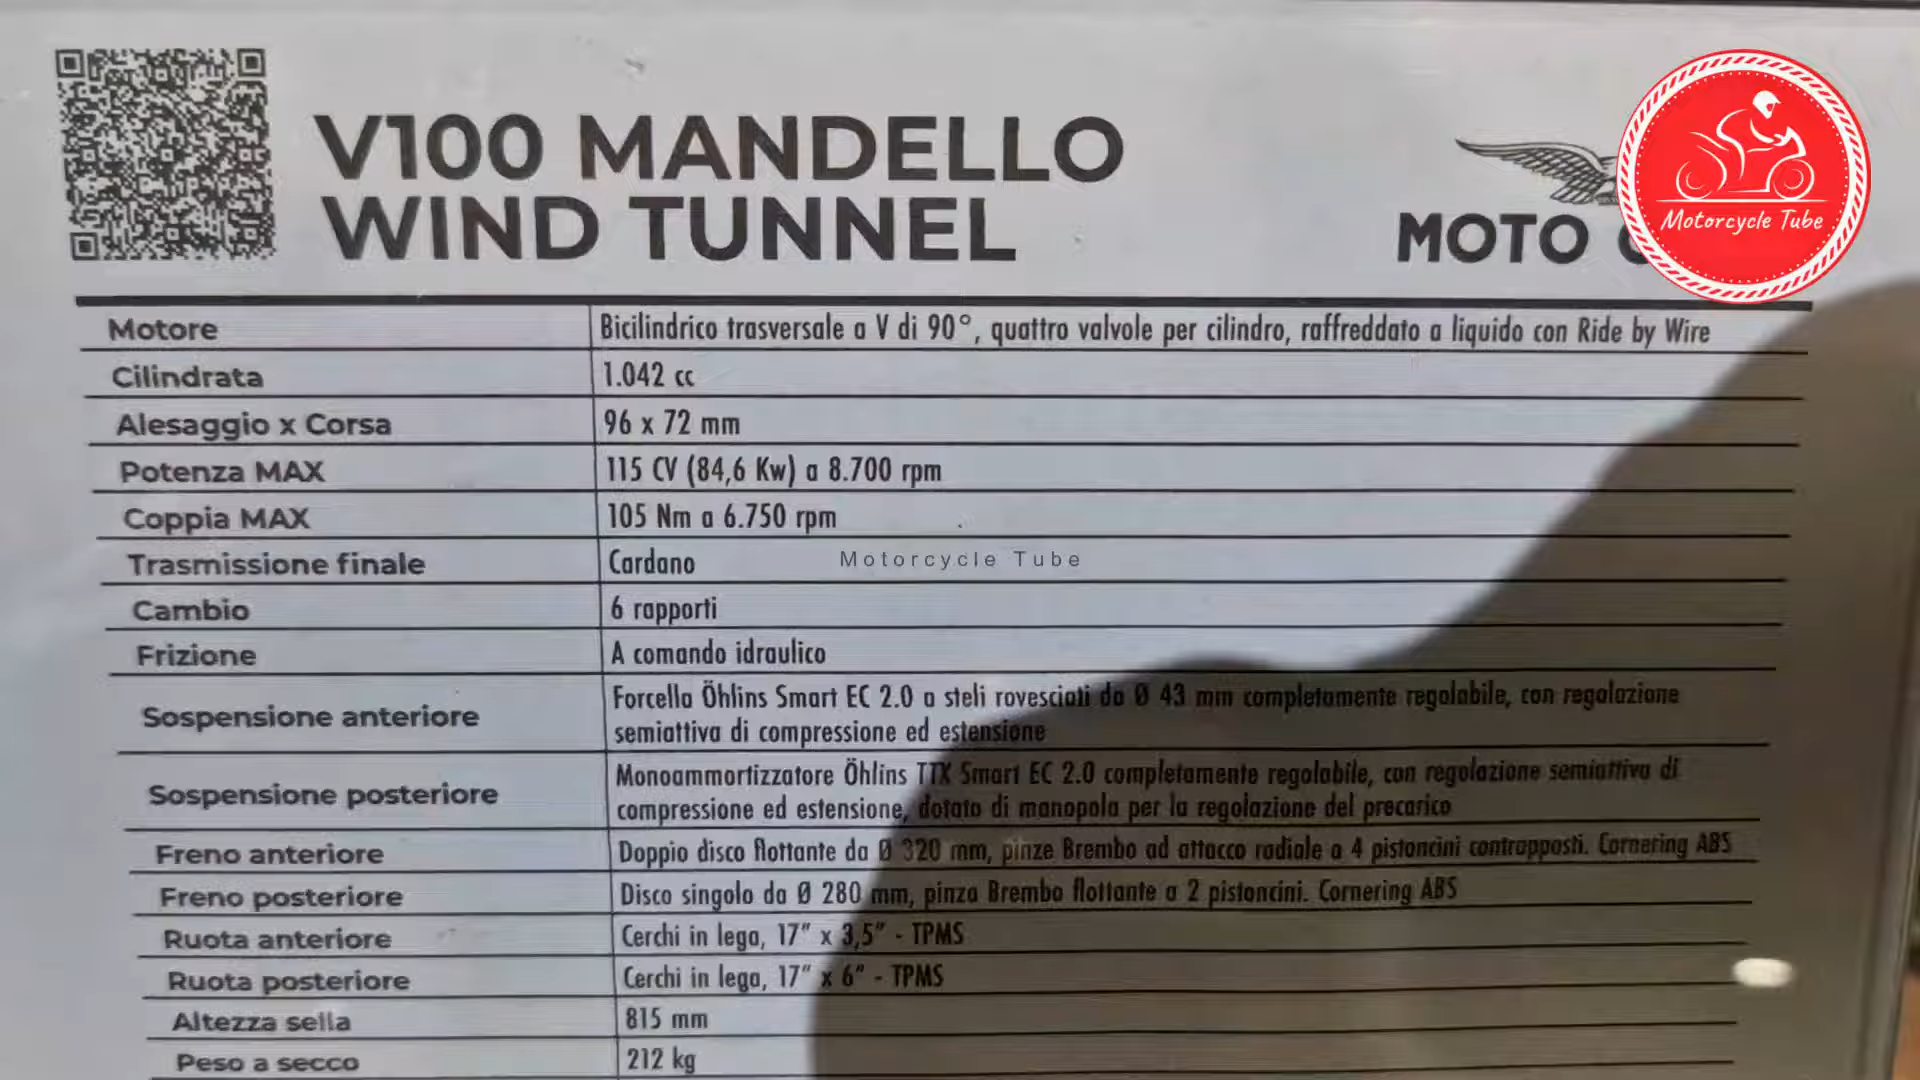 V100 MANDELLO
WIND TUNNEL
MOTO
Motorcycle Tube
Motore Bicilindrico trasversale a V di 90°, quattro valvole per cilindro, raffreddato a liquido con Ride by Wire
Cilindrata 1.042 cc
Alesaggio x Corsa 96 x 72 mm
Potenza MAX 115 CV (84,6 Kw) a 8.700 rpm
Coppia MAX 105 Nm a 6.750 rpm
Trasmissione finale Cardano
Motorcycle Tube
Cambio 6 rapporti
Frizione A comando idraulico
Sospensione anteriore Forcella Öhlins Smart EC 2.0 a steli rovesciati da Ø 43 mm completamente regolabile, con regolazione
semiattiva di compressione ed estensione
Sospensione posteriore Monoammortizzatore Öhlins TTX Smart EC 2.0 completamente regolabile, con regolazione semiattiva di
compressione ed estensione, dotato di manopola per la regolazione del precarico
Freno anteriore Doppio disco flottante da Ø 320 mm, pinze Brembo ad attacco radiale a 4 pistoncini contrapposti. Cornering ABS
Freno posteriore Disco singolo da Ø 280 mm, pinza Brembo flottante a 2 pistoncini. Cornering ABS
Ruota anteriore Cerchi in lega, 17” x 3,5” - TPMS
Ruota posteriore Cerchi in lega, 17” x 6” - TPMS
Altezza sella 815 mm
Peso a secco 212 kg